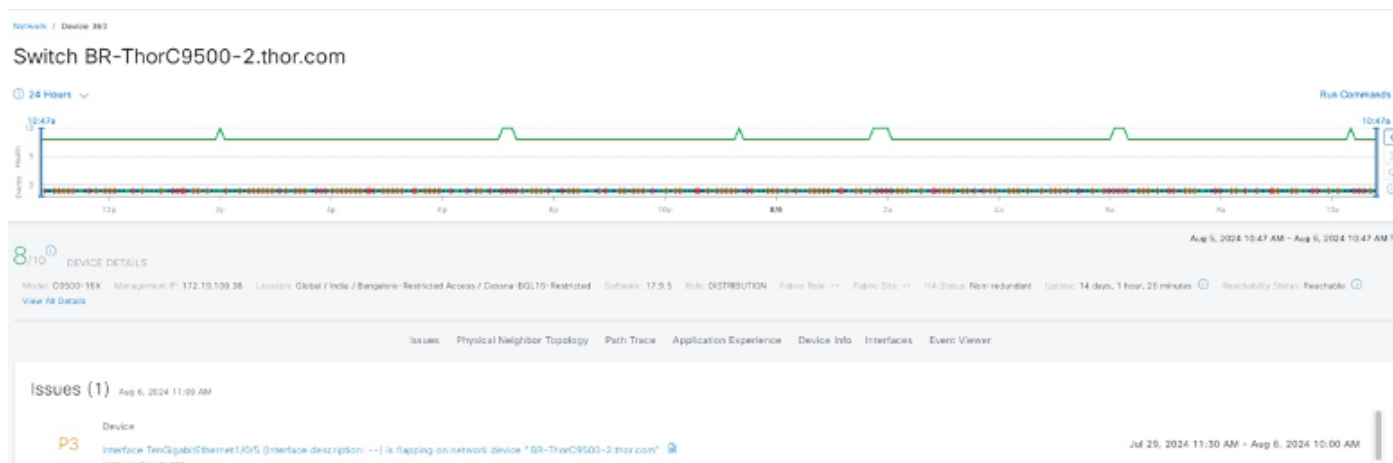 Network / Device 360
Switch BR-ThorC9500-2.thor.com
24 Hours
Run Commands
10:47a
10:47a
10
5
0
Health
Events
12p 2p 4p 6p 8p 10p 8/6 2a 4a 6a 8a 10a
Aug 5, 2024 10:47 AM - Aug 6, 2024 10:47 AM
8/10 DEVICE DETAILS
Model: C9500-16X Management IP: 172.19.100.38 Location: Global / India / Bangalore-Restricted Access / Cessna-BGL16-Restricted Software: 17.9.5 Role: DISTRIBUTION Fabric Role: -- Fabric Site: -- HA Status: Non-redundant Uptime: 14 days, 1 hour, 26 minutes Reachability Status: Reachable
View All Details
Issues Physical Neighbor Topology Path Trace Application Experience Device Info Interfaces Event Viewer
Issues (1) Aug 6, 2024 11:00 AM
Device
P3
Interface TenGigabitEthernet1/0/5 (Interface description: --) is flapping on network device "BR-ThorC9500-2.thor.com"
Jul 29, 2024 11:30 AM - Aug 6, 2024 10:00 AM